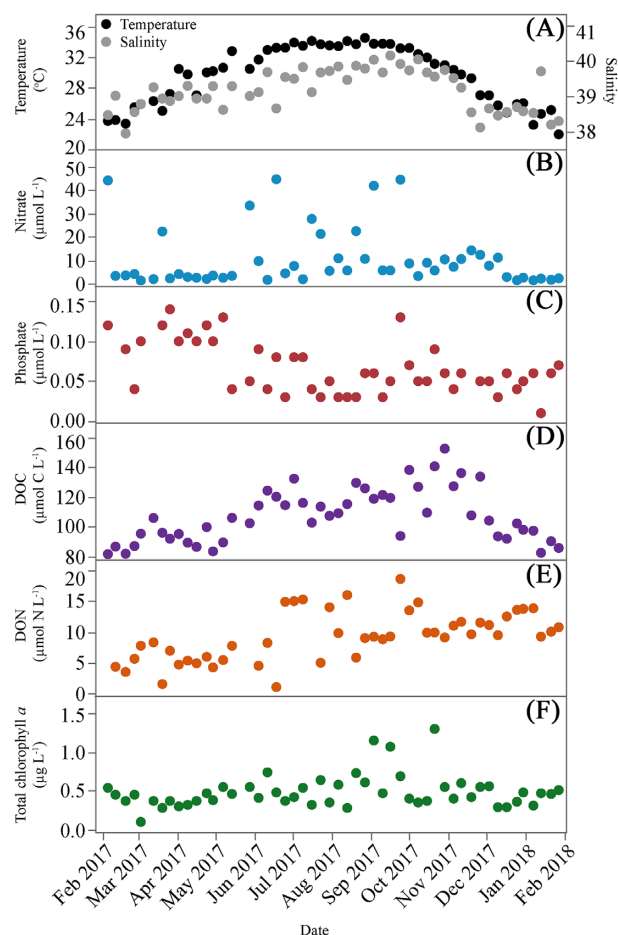 Temperature
Salinity
(A)
Temperature
(°C)
36
32
28
24
20
41
40
39
38
Salinity
(B)
Nitrate
(µmol L-1)
50
40
30
20
10
0
(C)
Phosphate
(µmol L-1)
0.15
0.10
0.05
0.00
(D)
DOC
(µmol C L-1)
160
140
120
100
80
(E)
DON
(µmol N L-1)
20
15
10
5
0
(F)
Total chlorophyll a
(µg L-1)
1.5
1.0
0.5
0.0
Feb 2017
Mar 2017
Apr 2017
May 2017
Jun 2017
Jul 2017
Aug 2017
Sep 2017
Oct 2017
Nov 2017
Dec 2017
Jan 2018
Feb 2018
Date